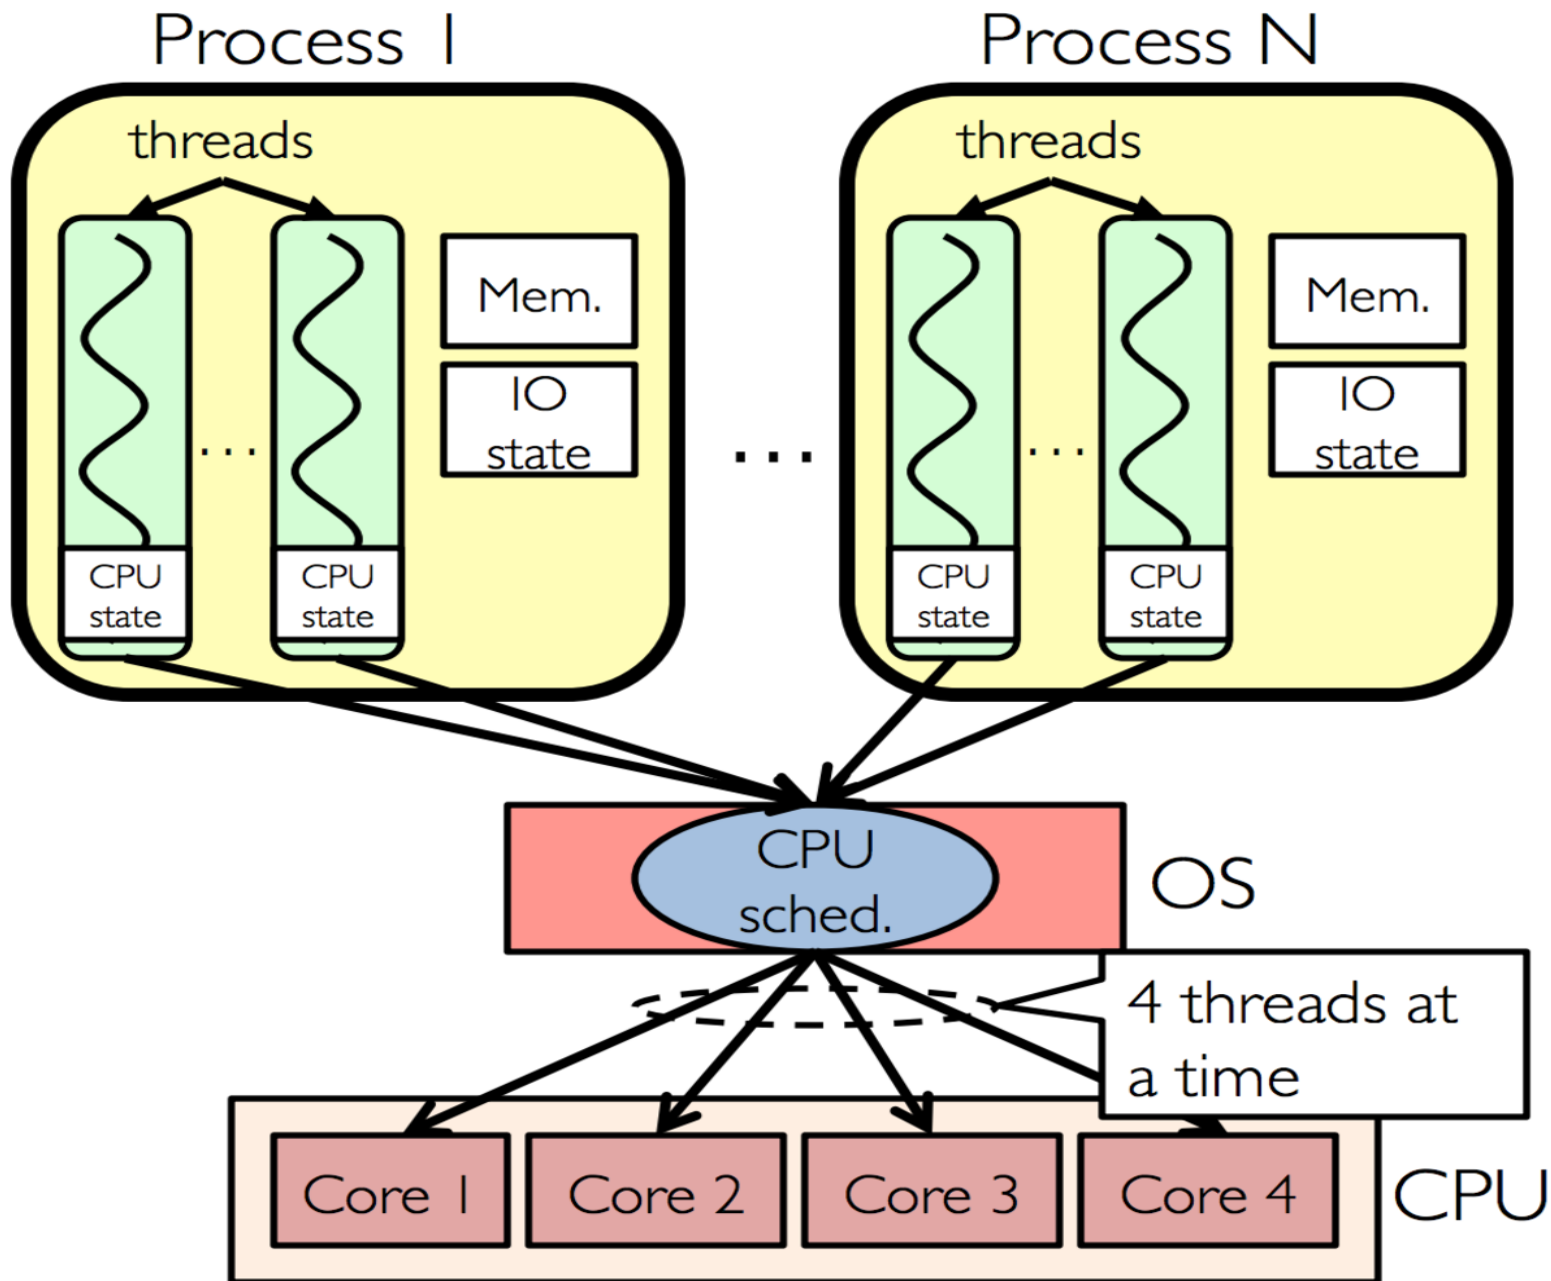 Process 1
Process N
threads
threads
Mem.
Mem.
IO
state
IO
state
...
...
...
CPU
state
CPU
state
CPU
state
CPU
state
CPU
sched.
OS
4 threads at
a time
Core 1
Core 2
Core 3
Core 4
CPU